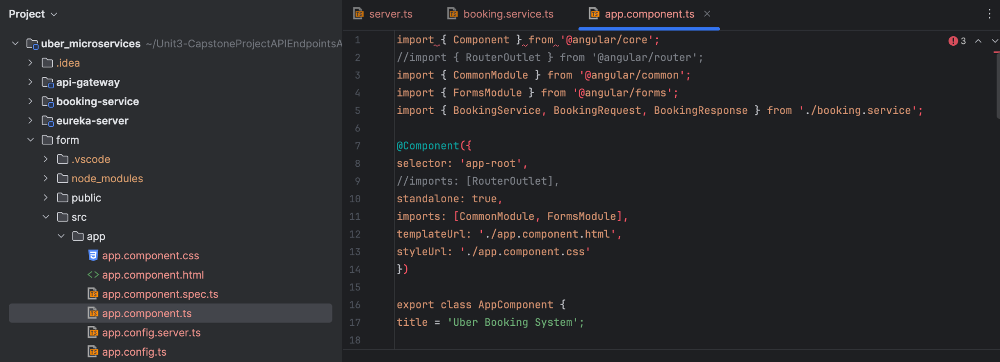 Project
uber_microservices ~/Unit3-CapstoneProjectAPIEndpointsA
.idea
api-gateway
booking-service
eureka-server
form
.vscode
node_modules
public
src
app
app.component.css
app.component.html
app.component.spec.ts
app.component.ts
app.config.server.ts
app.config.ts
server.ts booking.service.ts app.component.ts
3
1 import { Component } from '@angular/core';
2 //import { RouterOutlet } from '@angular/router';
3 import { CommonModule } from '@angular/common';
4 import { FormsModule } from '@angular/forms';
5 import { BookingService, BookingRequest, BookingResponse } from './booking.service';
6
7 @Component({
8 selector: 'app-root',
9 //imports: [RouterOutlet],
10 standalone: true,
11 imports: [CommonModule, FormsModule],
12 templateUrl: './app.component.html',
13 styleUrl: './app.component.css'
14 })
15
16 export class AppComponent {
17 title = 'Uber Booking System';
18